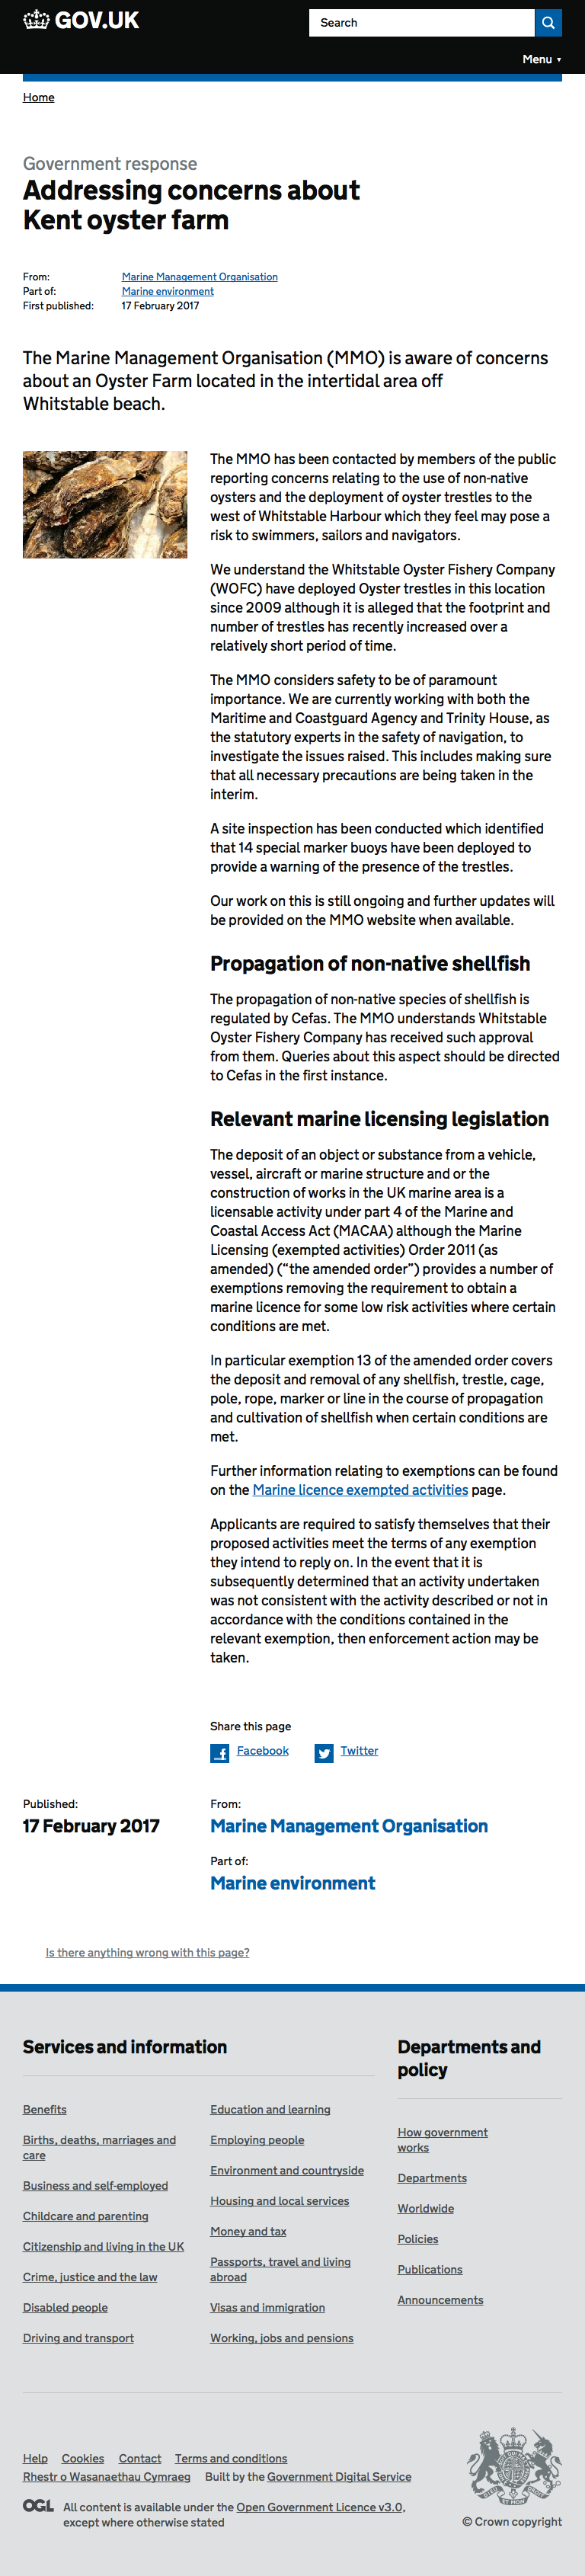 GOV.UK
Search
Menu ▼
Home
Government response
Addressing concerns about
Kent oyster farm
From: Marine Management Organisation
Part of: Marine environment
First published: 17 February 2017
The Marine Management Organisation (MMO) is aware of concerns
about an Oyster Farm located in the intertidal area off
Whitstable beach.
The MMO has been contacted by members of the public
reporting concerns relating to the use of non-native
oysters and the deployment of oyster trestles to the
west of Whitstable Harbour which they feel may pose a
risk to swimmers, sailors and navigators.
We understand the Whitstable Oyster Fishery Company
(WOFC) have deployed Oyster trestles in this location
since 2009 although it is alleged that the footprint and
number of trestles has recently increased over a
relatively short period of time.
The MMO considers safety to be of paramount
importance. We are currently working with both the
Maritime and Coastguard Agency and Trinity House, as
the statutory experts in the safety of navigation, to
investigate the issues raised. This includes making sure
that all necessary precautions are being taken in the
interim.
A site inspection has been conducted which identified
that 14 special marker buoys have been deployed to
provide a warning of the presence of the trestles.
Our work on this is still ongoing and further updates will
be provided on the MMO website when available.
Propagation of non-native shellfish
The propagation of non-native species of shellfish is
regulated by Cefas. The MMO understands Whitstable
Oyster Fishery Company has received such approval
from them. Queries about this aspect should be directed
to Cefas in the first instance.
Relevant marine licensing legislation
The deposit of an object or substance from a vehicle,
vessel, aircraft or marine structure and or the
construction of works in the UK marine area is a
licensable activity under part 4 of the Marine and
Coastal Access Act (MACAA) although the Marine
Licensing (exempted activities) Order 2011 (as
amended) (“the amended order”) provides a number of
exemptions removing the requirement to obtain a
marine licence for some low risk activities where certain
conditions are met.
In particular exemption 13 of the amended order covers
the deposit and removal of any shellfish, trestle, cage,
pole, rope, marker or line in the course of propagation
and cultivation of shellfish when certain conditions are
met.
Further information relating to exemptions can be found
on the Marine licence exempted activities page.
Applicants are required to satisfy themselves that their
proposed activities meet the terms of any exemption
they intend to reply on. In the event that it is
subsequently determined that an activity undertaken
was not consistent with the activity described or not in
accordance with the conditions contained in the
relevant exemption, then enforcement action may be
taken.
Share this page
Facebook Twitter
Published:
17 February 2017
From:
Marine Management Organisation
Part of:
Marine environment
Is there anything wrong with this page?
Services and information
Benefits
Births, deaths, marriages and
care
Business and self-employed
Childcare and parenting
Citizenship and living in the UK
Crime, justice and the law
Disabled people
Driving and transport
Education and learning
Employing people
Environment and countryside
Housing and local services
Money and tax
Passports, travel and living
abroad
Visas and immigration
Working, jobs and pensions
Departments and
policy
How government
works
Departments
Worldwide
Policies
Publications
Announcements
Help Cookies Contact Terms and conditions
Rhestr o Wasanaethau Cymraeg Built by the Government Digital Service
OGL All content is available under the Open Government Licence v3.0,
except where otherwise stated
© Crown copyright